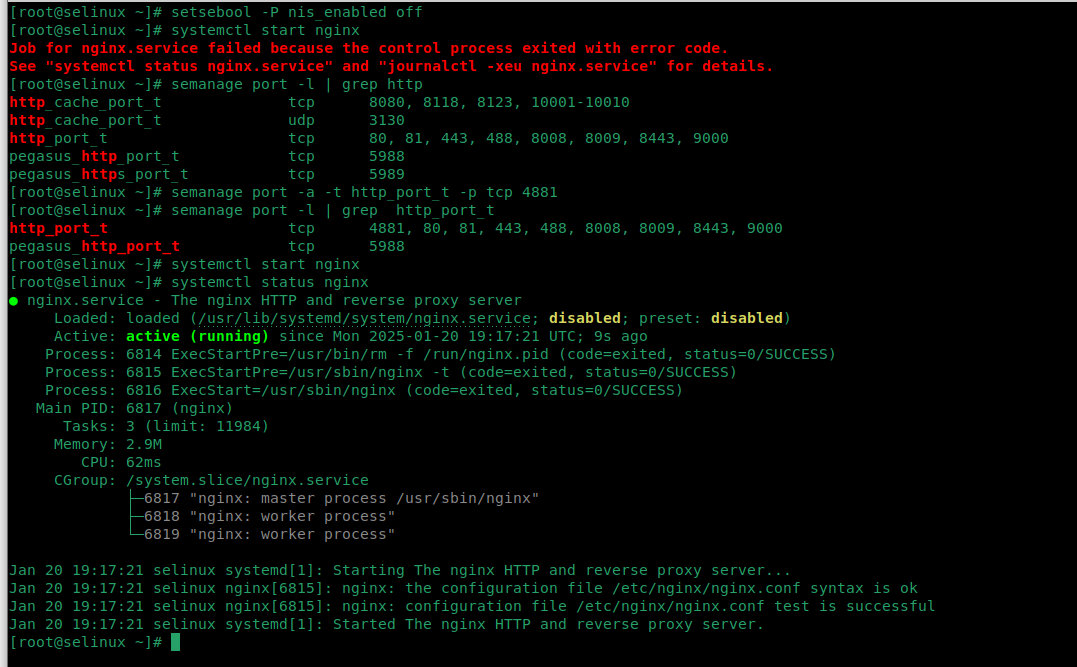 [root@selinux ~]# setsebool -P nis_enabled off
[root@selinux ~]# systemctl start nginx
Job for nginx.service failed because the control process exited with error code.
See "systemctl status nginx.service" and "journalctl -xeu nginx.service" for details.
[root@selinux ~]# semanage port -l | grep http
http_cache_port_t              tcp      8080, 8118, 8123, 10001-10010
http_cache_port_t              udp      3130
http_port_t                    tcp      80, 81, 443, 488, 8008, 8009, 8443, 9000
pegasus_http_port_t            tcp      5988
pegasus_https_port_t           tcp      5989
[root@selinux ~]# semanage port -a -t http_port_t -p tcp 4881
[root@selinux ~]# semanage port -l | grep  http_port_t
http_port_t                    tcp      4881, 80, 81, 443, 488, 8008, 8009, 8443, 9000
pegasus_http_port_t            tcp      5988
[root@selinux ~]# systemctl start nginx
[root@selinux ~]# systemctl status nginx
● nginx.service - The nginx HTTP and reverse proxy server
     Loaded: loaded (/usr/lib/systemd/system/nginx.service; disabled; preset: disabled)
     Active: active (running) since Mon 2025-01-20 19:17:21 UTC; 9s ago
    Process: 6814 ExecStartPre=/usr/bin/rm -f /run/nginx.pid (code=exited, status=0/SUCCESS)
    Process: 6815 ExecStartPre=/usr/sbin/nginx -t (code=exited, status=0/SUCCESS)
    Process: 6816 ExecStart=/usr/sbin/nginx (code=exited, status=0/SUCCESS)
   Main PID: 6817 (nginx)
      Tasks: 3 (limit: 11984)
     Memory: 2.9M
        CPU: 62ms
     CGroup: /system.slice/nginx.service
             ├─6817 "nginx: master process /usr/sbin/nginx"
             ├─6818 "nginx: worker process"
             └─6819 "nginx: worker process"
Jan 20 19:17:21 selinux systemd[1]: Starting The nginx HTTP and reverse proxy server...
Jan 20 19:17:21 selinux nginx[6815]: nginx: the configuration file /etc/nginx/nginx.conf syntax is ok
Jan 20 19:17:21 selinux nginx[6815]: nginx: configuration file /etc/nginx/nginx.conf test is successful
Jan 20 19:17:21 selinux systemd[1]: Started The nginx HTTP and reverse proxy server.
[root@selinux ~]#